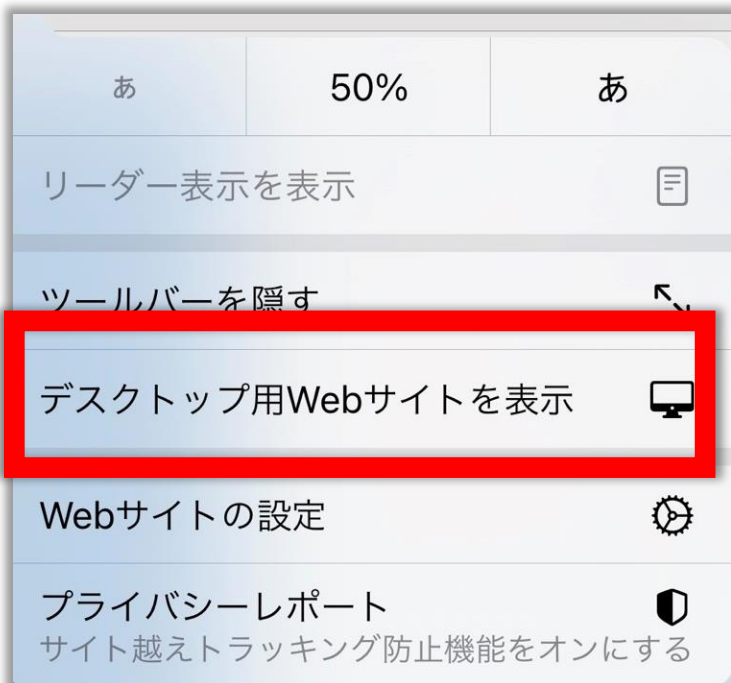 あ 50% あ
リーダー表示を表示
ツールバーを隠す
デスクトップ用Webサイトを表示
Webサイトの設定
プライバシーレポート
サイト越えトラッキング防止機能をオンにする